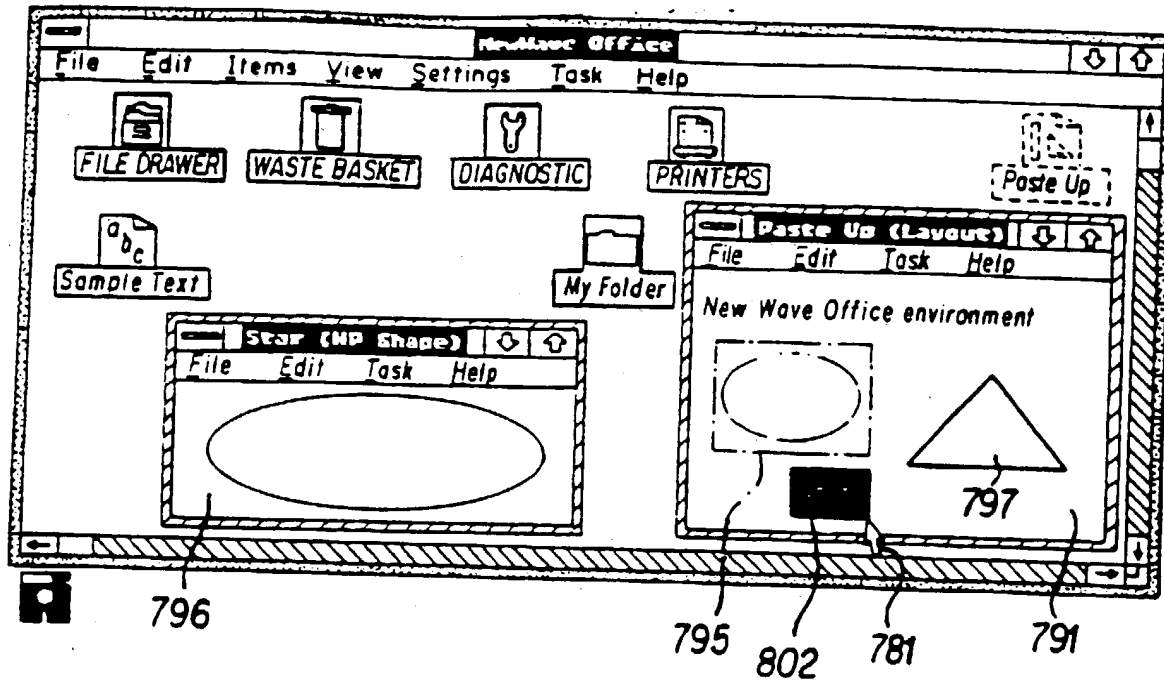 NewWave Office
File Edit Items View Settings Task Help
FILE DRAWER WASTE BASKET DIAGNOSTIC PRINTERS Paste Up
abc
Sample Text My Folder
Paste Up (Layout)
File Edit Task Help
New Wave Office environment
Star (HP Shape)
File Edit Task Help
797
796 795 802 781 791